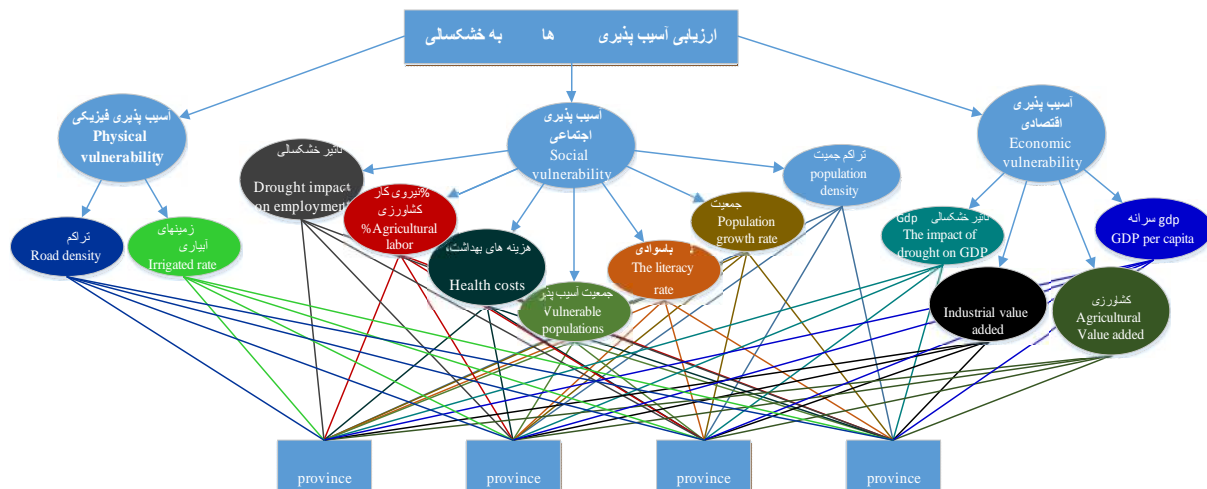 ارزیابی آسیب پذیری ها به خشکسالی
آسیب پذیری فیزیکی
Physical
vulnerability
آسیب پذیری
اجتماعی
Social
vulnerability
آسیب پذیری
اقتصادی
Economic
vulnerability
تراکم
Road density
زمینهای
آبیاری
Irrigated rate
تاثیر خشکسالی
Drought impact
on employment
%نیروی کار
کشاورزی
%Agricultural
labor
هزینه های بهداشت
Health costs
جمعیت آسیب پذیر
Vulnerable
populations
باسوادی
The literacy
rate
جمعیت
Population
growth rate
تراکم جمیت
population
density
تاثیر خشکسالی Gdp
The impact of
drought on GDP
Industrial value
added
کشاورزی
Agricultural
Value added
gdp سرانه
GDP per capita
province
province
province
province